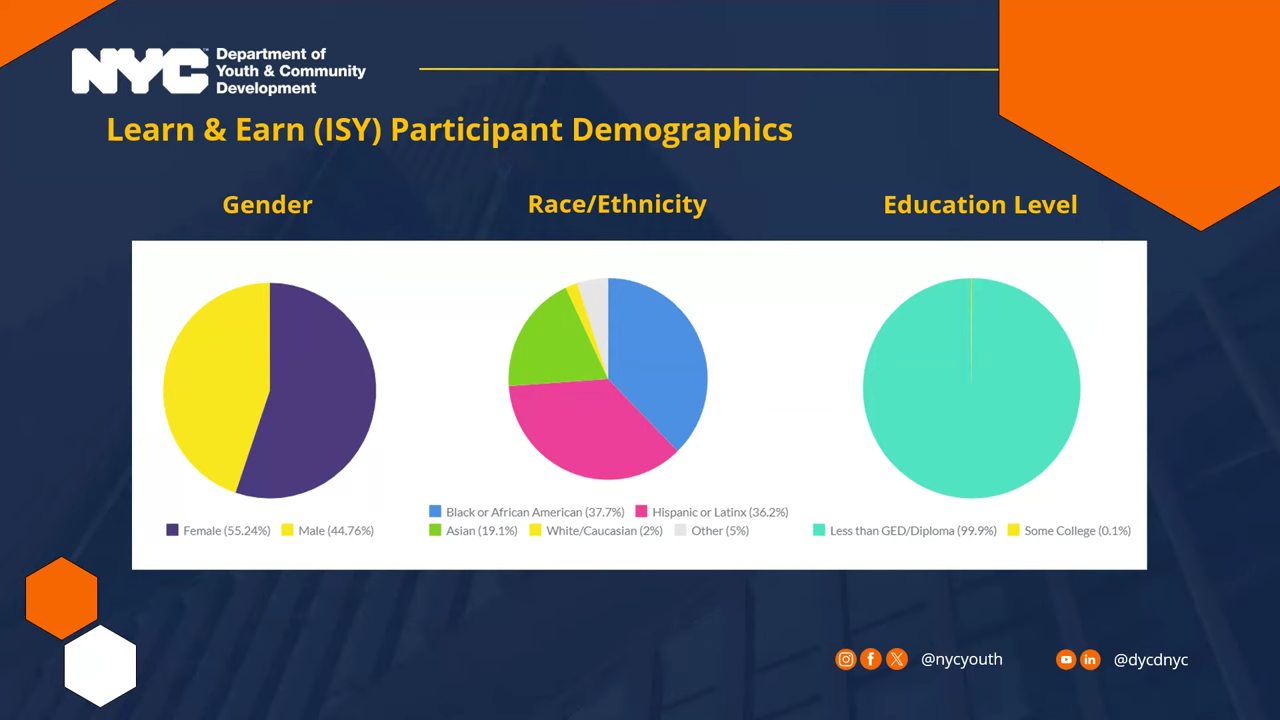 NYC
Department of
Youth & Community
Development
Learn & Earn (ISY) Participant Demographics
Gender
Race/Ethnicity
Education Level
Female (55.24%) Male (44.76%)
Black or African American (37.7%) Hispanic or Latinx (36.2%)
Asian (19.1%) White/Caucasian (2%) Other (5%)
Less than GED/Diploma (99.9%) Some College (0.1%)
@nycyouth
@dycdnyc